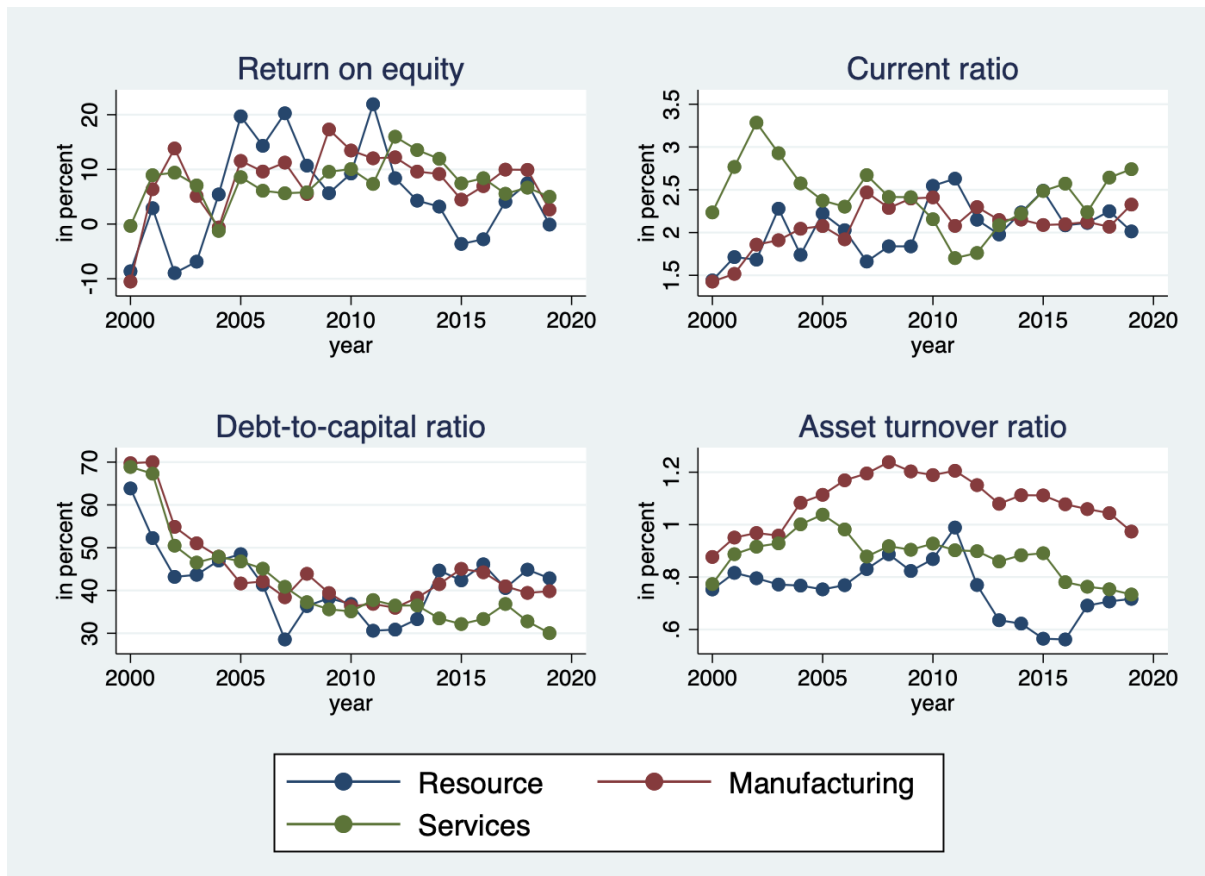 Return on equity
in percent
20
10
0
-10
2000 2005 2010 2015 2020
year
Current ratio
in percent
3.5
3
2.5
2
1.5
2000 2005 2010 2015 2020
year
Debt-to-capital ratio
in percent
70
60
50
40
30
2000 2005 2010 2015 2020
year
Asset turnover ratio
in percent
1.2
1
.8
.6
2000 2005 2010 2015 2020
year
Resource Manufacturing
Services